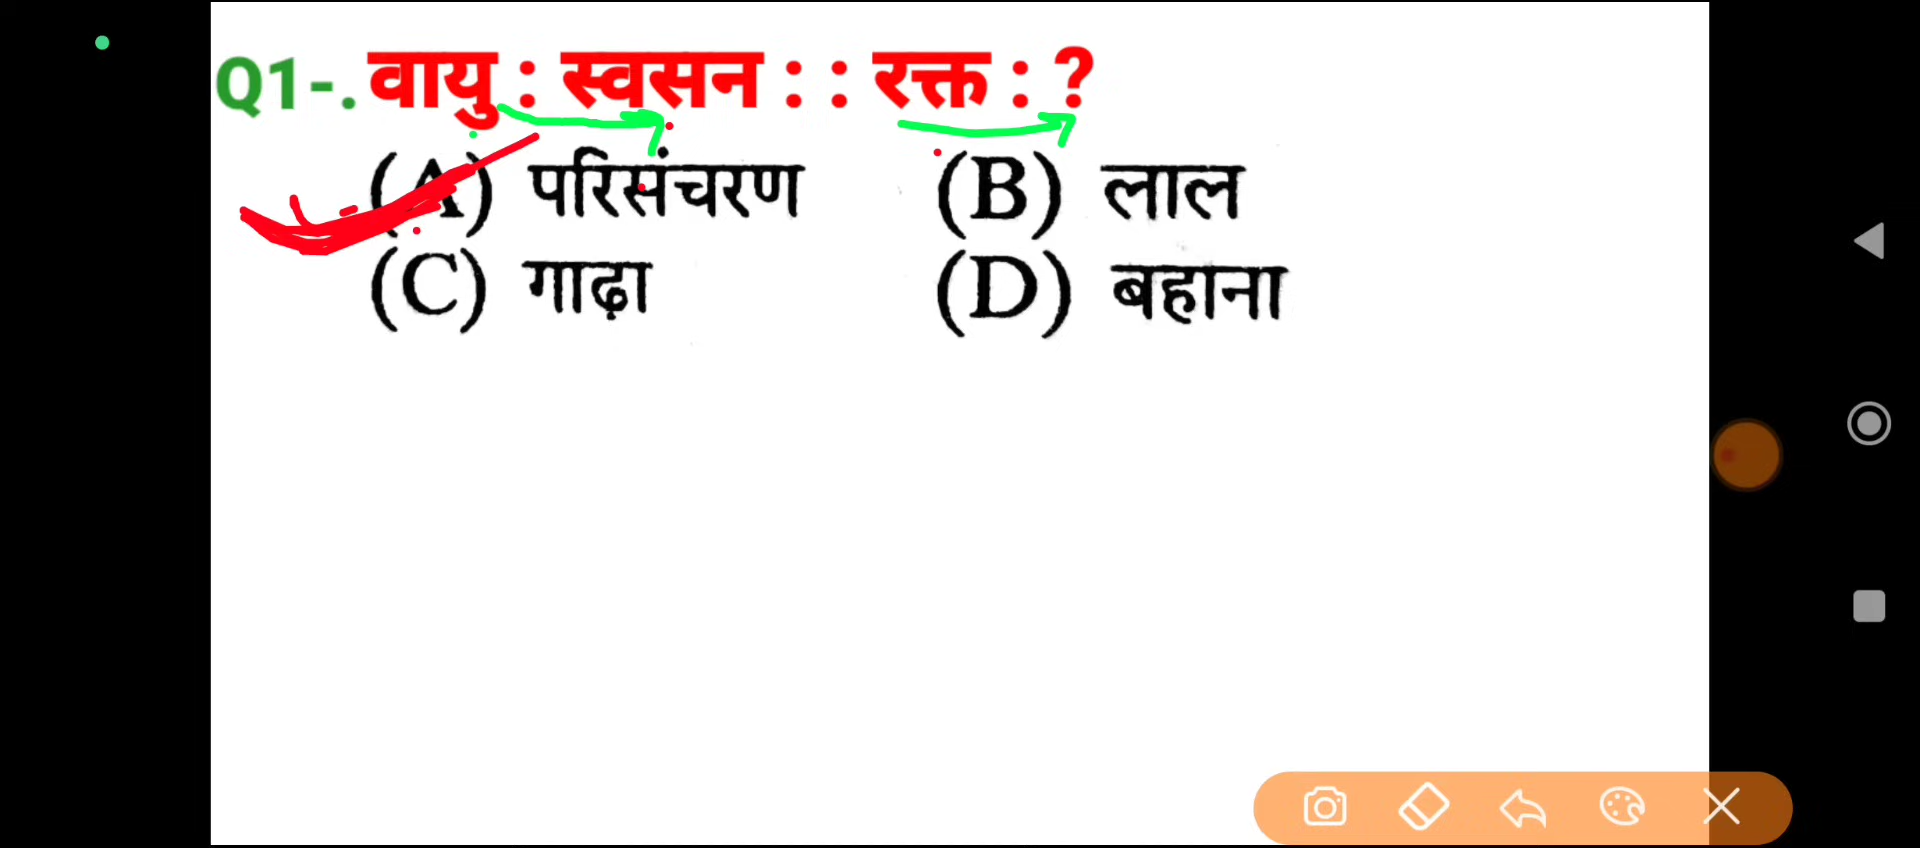 Q1-. वायु : स्वसन : : रक्त : ?
(A) परिसंचरण (B) लाल
(C) गाढ़ा (D) बहाना